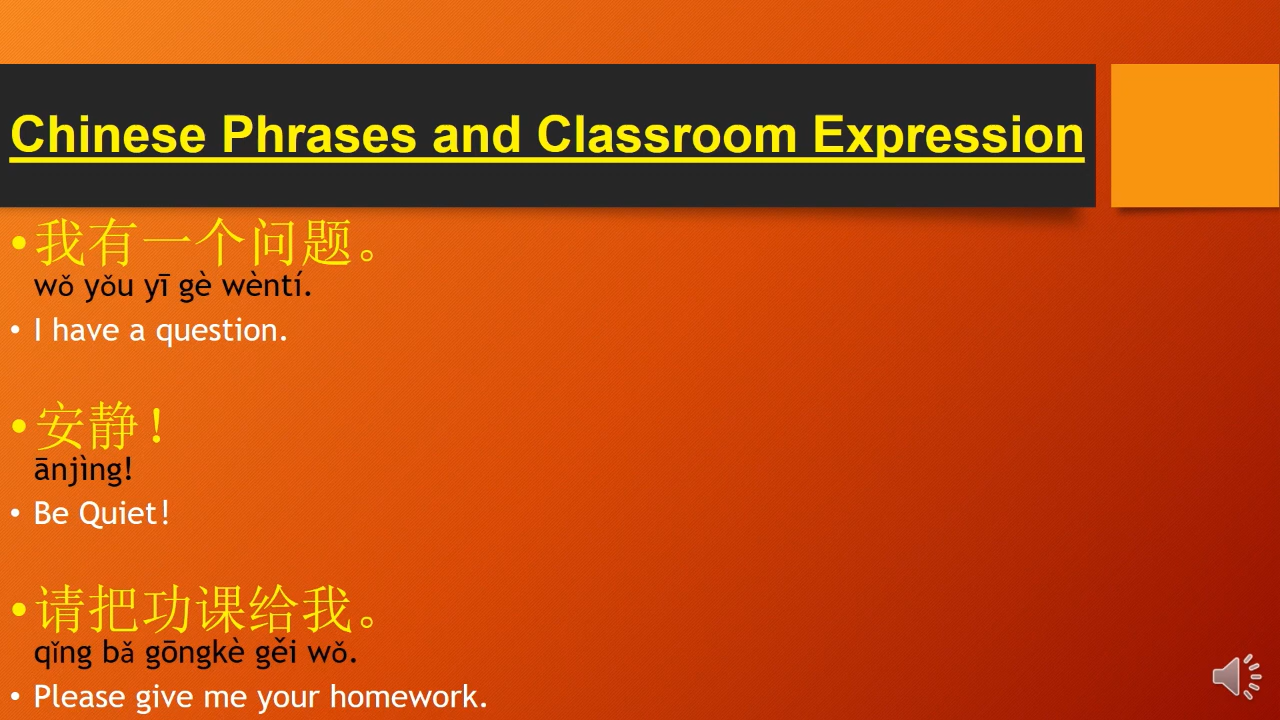 Chinese Phrases and Classroom Expression
•我有一个问题。
wǒ yǒu yī gè wèntí.
• I have a question.
•安静！
ānjìng!
• Be Quiet!
•请把功课给我。
qǐng bǎ gōngkè gěi wǒ.
• Please give me your homework.